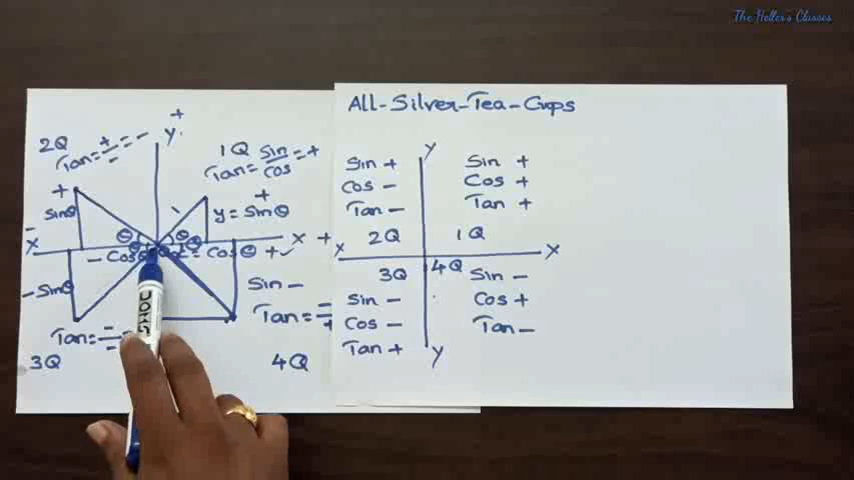 The Hetter's Classes
All-Silver-Tea-Cups
+
y
2Q
Tan = + = -
-
1Q Sin = +
Tan = Cos
+
Sinθ
+
y = Sinθ
-
x
θ
θ
θ
x +
- Cosθ
x = Cosθ + ✓
- Sinθ
Sin -
Tan = -
+
Tan = -
-
3Q
4Q
y
Sin +
Cos -
Tan -
2Q
Sin +
Cos +
Tan +
1Q
x
x
3Q
Sin -
Cos -
Tan +
4Q
Sin -
Cos +
Tan -
y
DOMS